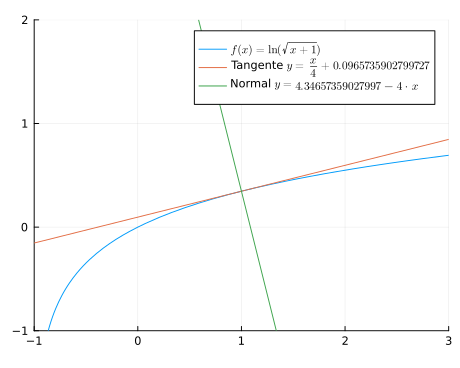 2
f(x) = ln(√x + 1)
Tangente y = x/4 + 0.0965735902799727
Normal y = 4.34657359027997 − 4 · x
1
0
−1
−1 0 1 2 3